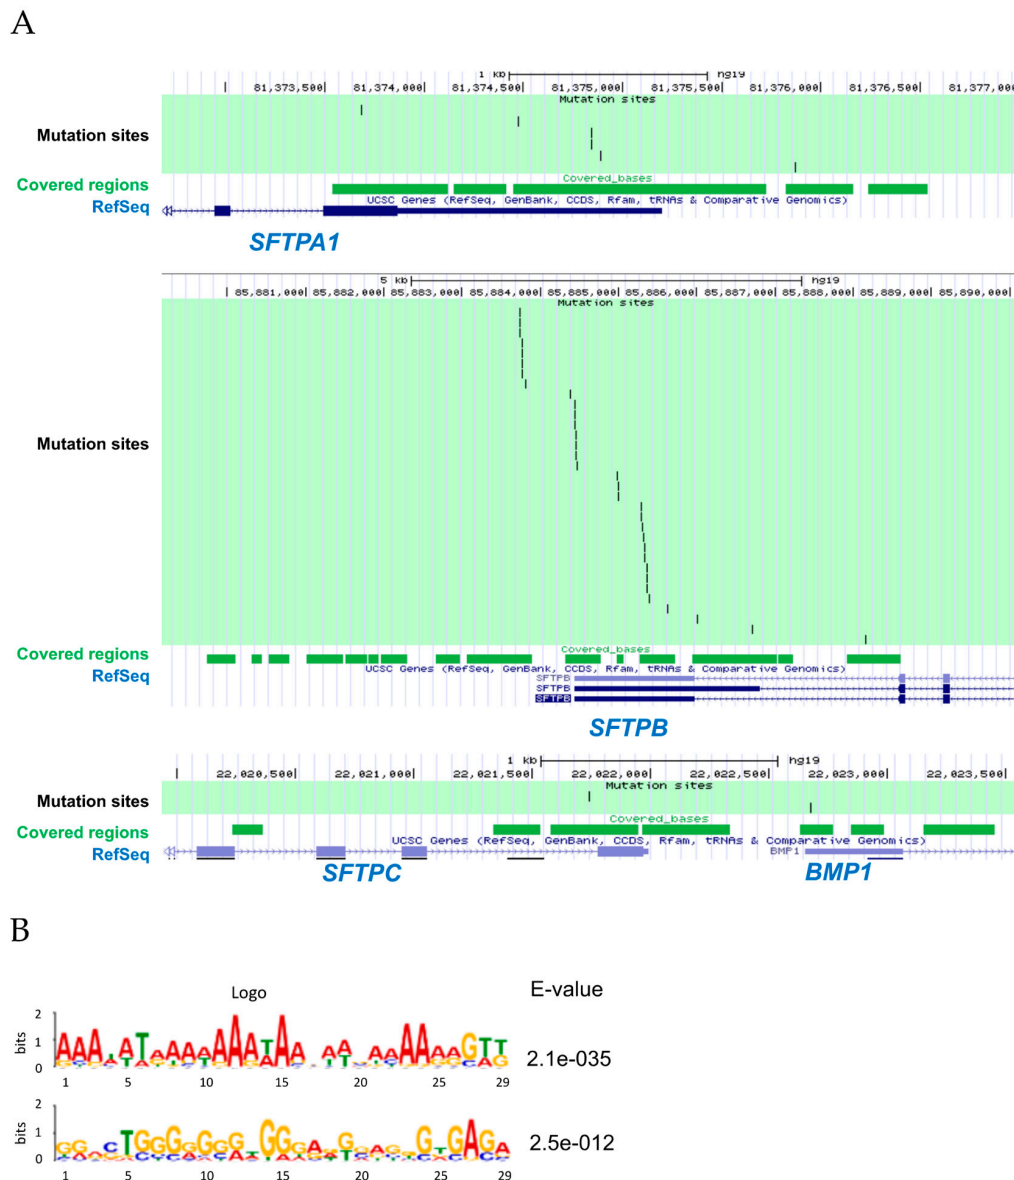 A
1 kb hg19
81,373,500 81,374,000 81,374,500 81,375,000 81,375,500 81,376,000 81,376,500 81,377,000
Mutation sites
Mutation sites
Covered regions
Covered_bases
RefSeq
UCSC Genes (RefSeq, GenBank, CCDS, Rfam, tRNAs & Comparative Genomics)
SFTPA1
5 kb hg19
85,881,000 85,882,000 85,883,000 85,884,000 85,885,000 85,886,000 85,887,000 85,888,000 85,889,000 85,890,000
Mutation sites
Mutation sites
Covered regions
Covered_bases
RefSeq
UCSC Genes (RefSeq, GenBank, CCDS, Rfam, tRNAs & Comparative Genomics)
SFTPB
SFTPB
SFTPB
SFTPB
1 kb hg19
22,020,500 22,021,000 22,021,500 22,022,000 22,022,500 22,023,000 22,023,500
Mutation sites
Mutation sites
Covered regions
Covered_bases
RefSeq
UCSC Genes (RefSeq, GenBank, CCDS, Rfam, tRNAs & Comparative Genomics)
BMP1
SFTPC BMP1
B
Logo E-value
2
bits 1
0
1 5 10 15 20 25 29
2.1e-035
2
bits 1
0
1 5 10 15 20 25 29
2.5e-012